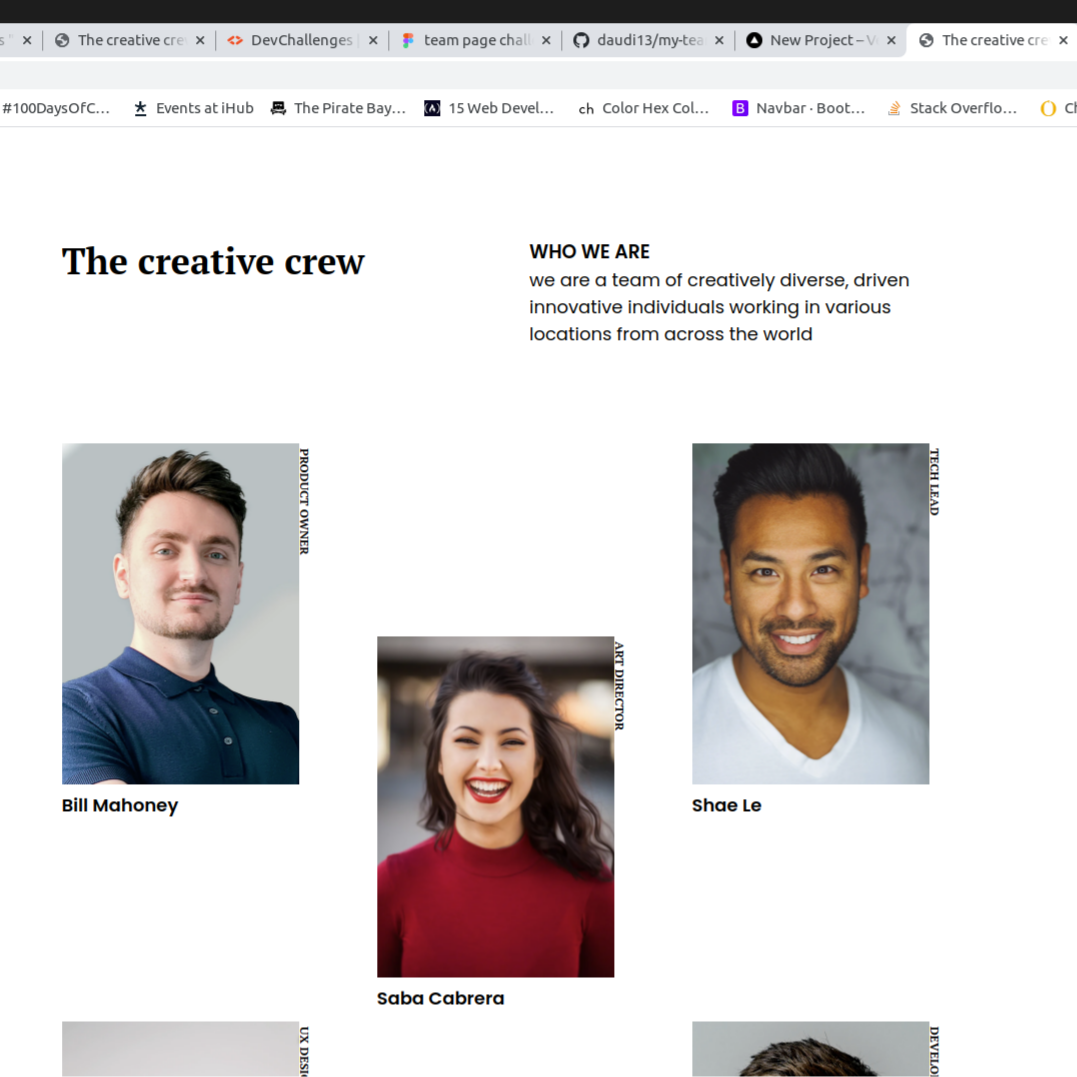 s "
The creative cre
DevChallenges |
team page chall
daudi13/my-tea
New Project – V
The creative cre
#100DaysOfC...
Events at iHub
The Pirate Bay...
15 Web Devel...
ch Color Hex Col...
B Navbar · Boot...
Stack Overflo...
Ch
The creative crew
WHO WE ARE
we are a team of creatively diverse, driven
innovative individuals working in various
locations from across the world
PRODUCT OWNER
Bill Mahoney
TECH LEAD
Shae Le
ART DIRECTOR
Saba Cabrera
UX DESIG
DEVELO